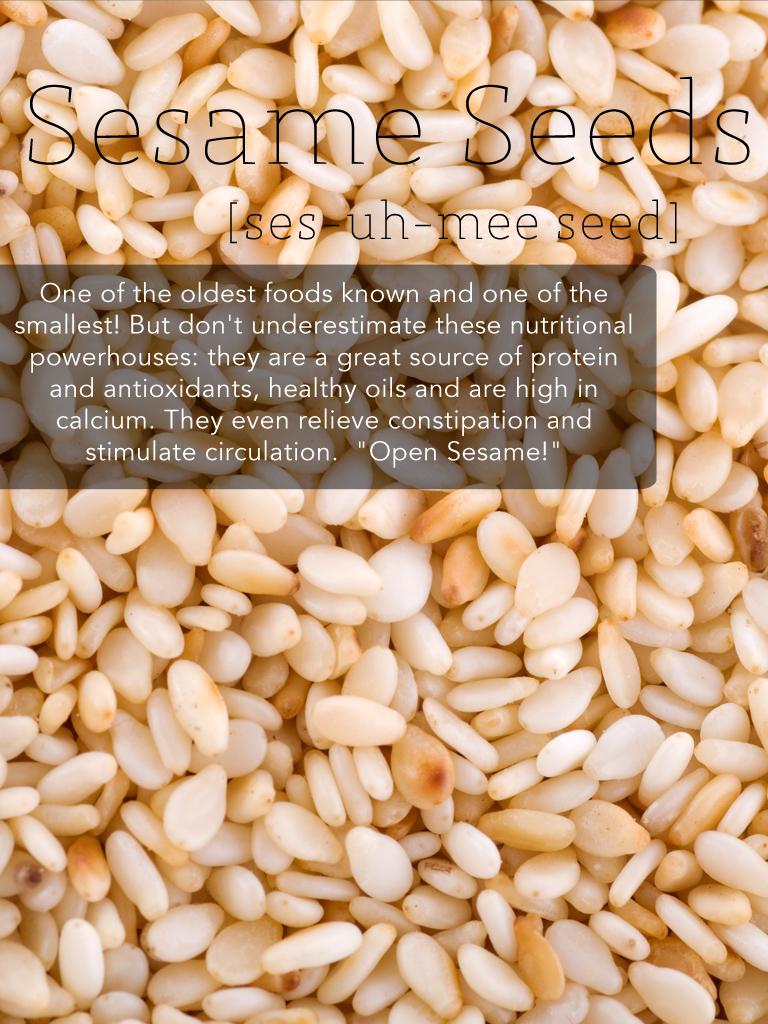 Sesame Seeds
[ses-uh-mee seed]
One of the oldest foods known and one of the
smallest! But don't underestimate these nutritional
powerhouses: they are a great source of protein
and antioxidants, healthy oils and are high in
calcium. They even relieve constipation and
stimulate circulation.  "Open Sesame!"